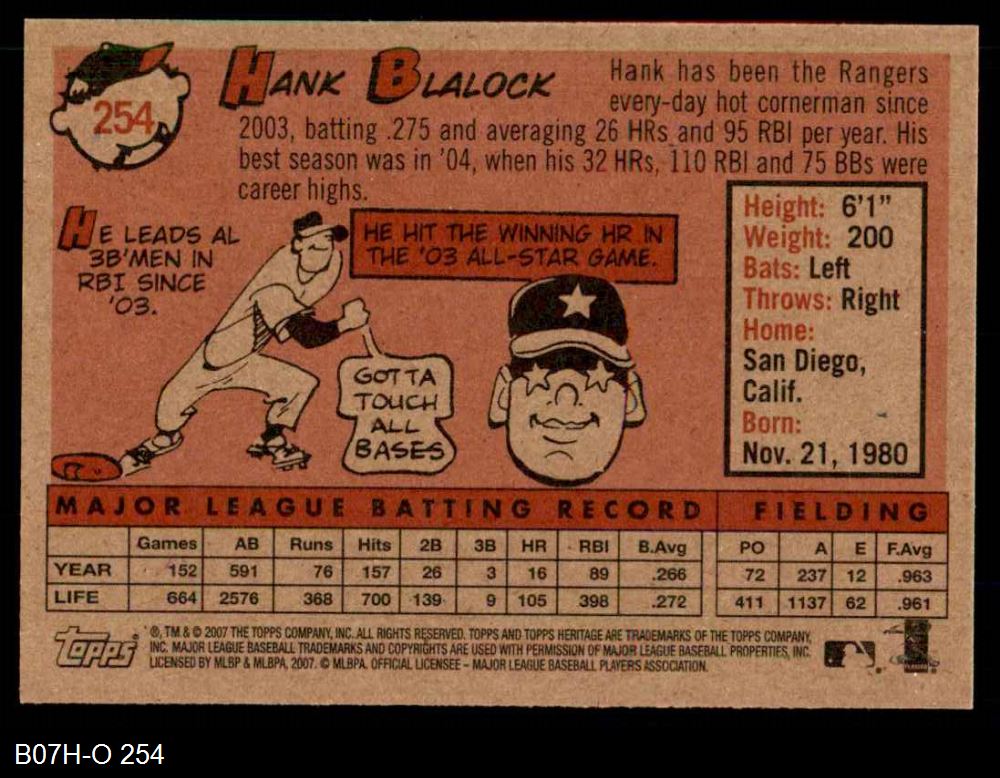 254
HANK BLALOCK
Hank has been the Rangers
every-day hot cornerman since
2003, batting .275 and averaging 26 HRs and 95 RBI per year. His
best season was in '04, when his 32 HRs, 110 RBI and 75 BBs were
career highs.
HE LEADS AL
3B'MEN IN
RBI SINCE
'03.
HE HIT THE WINNING HR IN
THE '03 ALL-STAR GAME.
GOTTA
TOUCH
ALL
BASES
Height: 6'1"
Weight: 200
Bats: Left
Throws: Right
Home:
San Diego,
Calif.
Born:
Nov. 21, 1980
MAJOR LEAGUE BATTING RECORD FIELDING
Games AB Runs Hits 2B 3B HR RBI B.Avg PO A E F.Avg
YEAR 152 591 76 157 26 3 16 89 .266 72 237 12 .963
LIFE 664 2576 368 700 139 9 105 398 .272 411 1137 62 .961
topps ®, TM & © 2007 THE TOPPS COMPANY, INC. ALL RIGHTS RESERVED. TOPPS AND TOPPS HERITAGE ARE TRADEMARKS OF THE TOPPS COMPANY,
INC. MAJOR LEAGUE BASEBALL TRADEMARKS AND COPYRIGHTS ARE USED WITH PERMISSION OF MAJOR LEAGUE BASEBALL PROPERTIES, INC.
LICENSED BY MLBP & MLBPA, 2007. © MLBPA. OFFICIAL LICENSEE – MAJOR LEAGUE BASEBALL PLAYERS ASSOCIATION.
B07H-O 254